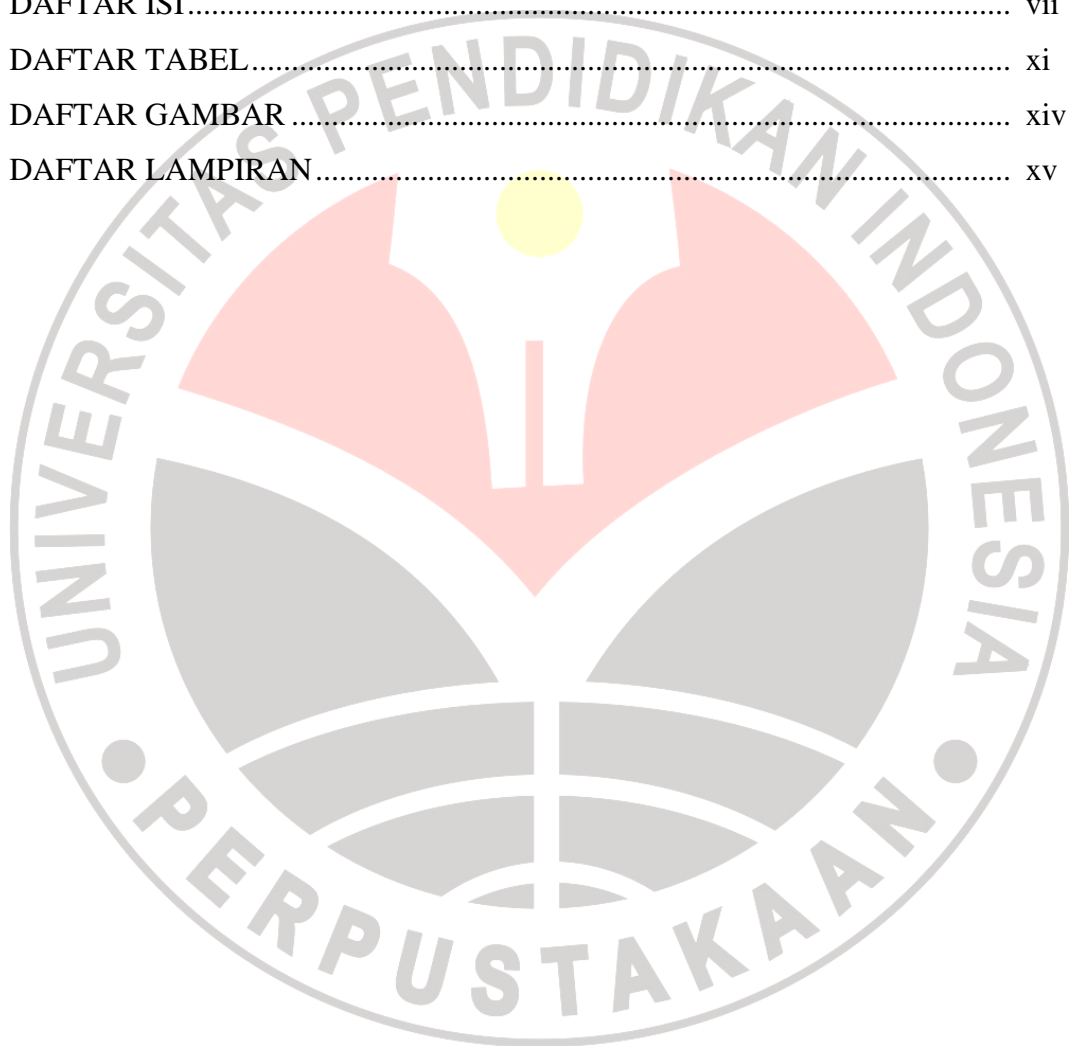 DAFTAR ISI........................................................................................ vii
DAFTAR TABEL................................................................................. xi
DAFTAR GAMBAR ............................................................................ xiv
DAFTAR LAMPIRAN.......................................................................... xv
UNIVERSITAS PENDIDIKAN INDONESIA
PERPUSTAKAAN